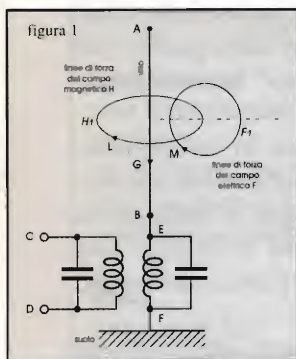 figura 1
A
linee di forza
del campo
magnetico H
H1
F1
L
M
G
linee di forza
del campo
elettrico F
B
C
E
D
F
suolo